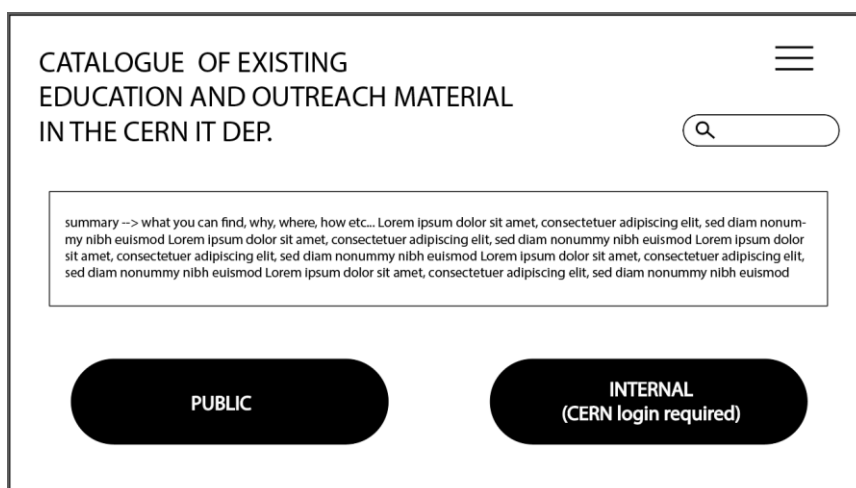 CATALOGUE OF EXISTING
EDUCATION AND OUTREACH MATERIAL
IN THE CERN IT DEP.
summary --> what you can find, why, where, how etc... Lorem ipsum dolor sit amet, consectetuer adipiscing elit, sed diam nonum-
my nibh euismod Lorem ipsum dolor sit amet, consectetuer adipiscing elit, sed diam nonummy nibh euismod Lorem ipsum dolor
sit amet, consectetuer adipiscing elit, sed diam nonummy nibh euismod Lorem ipsum dolor sit amet, consectetuer adipiscing elit,
sed diam nonummy nibh euismod Lorem ipsum dolor sit amet, consectetuer adipiscing elit, sed diam nonummy nibh euismod
PUBLIC
INTERNAL
(CERN login required)